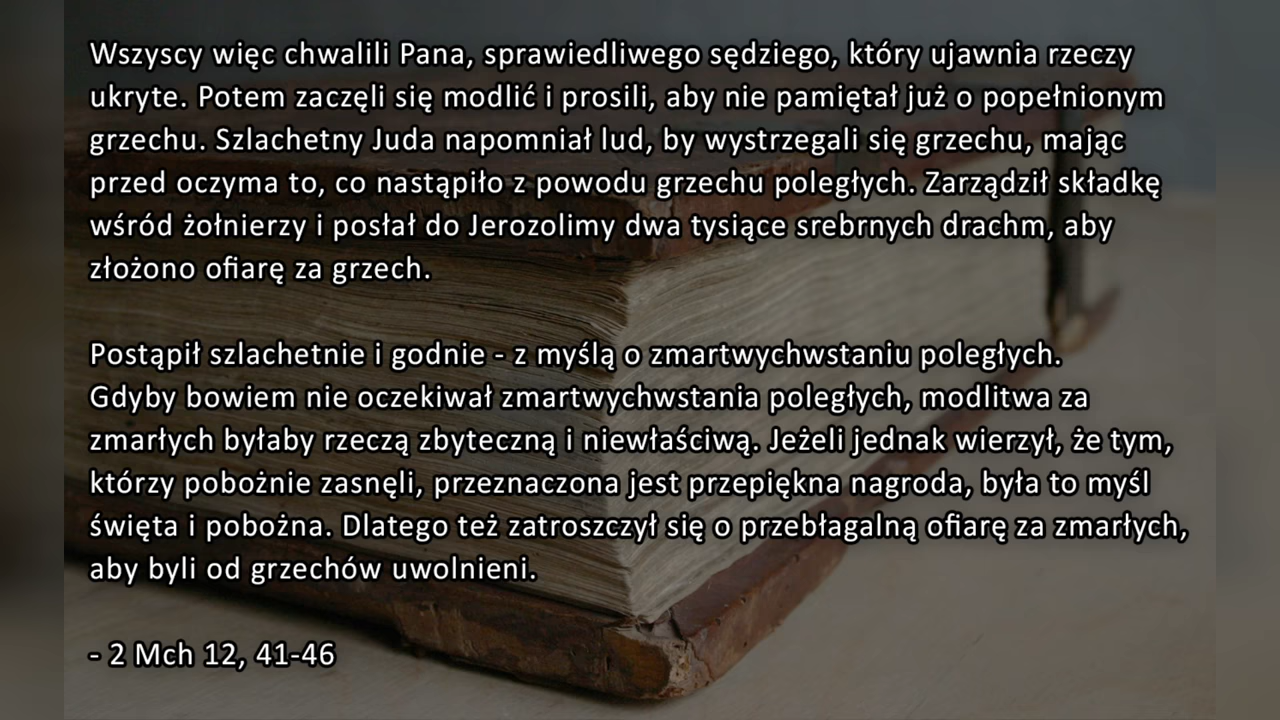 Wszyscy więc chwalili Pana, sprawiedliwego sędziego, który ujawnia rzeczy
ukryte. Potem zaczęli się modlić i prosili, aby nie pamiętał już o popełnionym
grzechu. Szlachetny Juda napomniał lud, by wystrzegali się grzechu, mając
przed oczyma to, co nastąpiło z powodu grzechu poległych. Zarządził składkę
wśród żołnierzy i posłał do Jerozolimy dwa tysiące srebrnych drachm, aby
złożono ofiarę za grzech.
Postąpił szlachetnie i godnie - z myślą o zmartwychwstaniu poległych.
Gdyby bowiem nie oczekiwał zmartwychwstania poległych, modlitwa za
zmarłych byłaby rzeczą zbyteczną i niewłaściwą. Jeżeli jednak wierzył, że tym,
którzy pobożnie zasnęli, przeznaczona jest przepiękna nagroda, była to myśl
święta i pobożna. Dlatego też zatroszczył się o przebłagalną ofiarę za zmarłych,
aby byli od grzechów uwolnieni.
- 2 Mch 12, 41-46